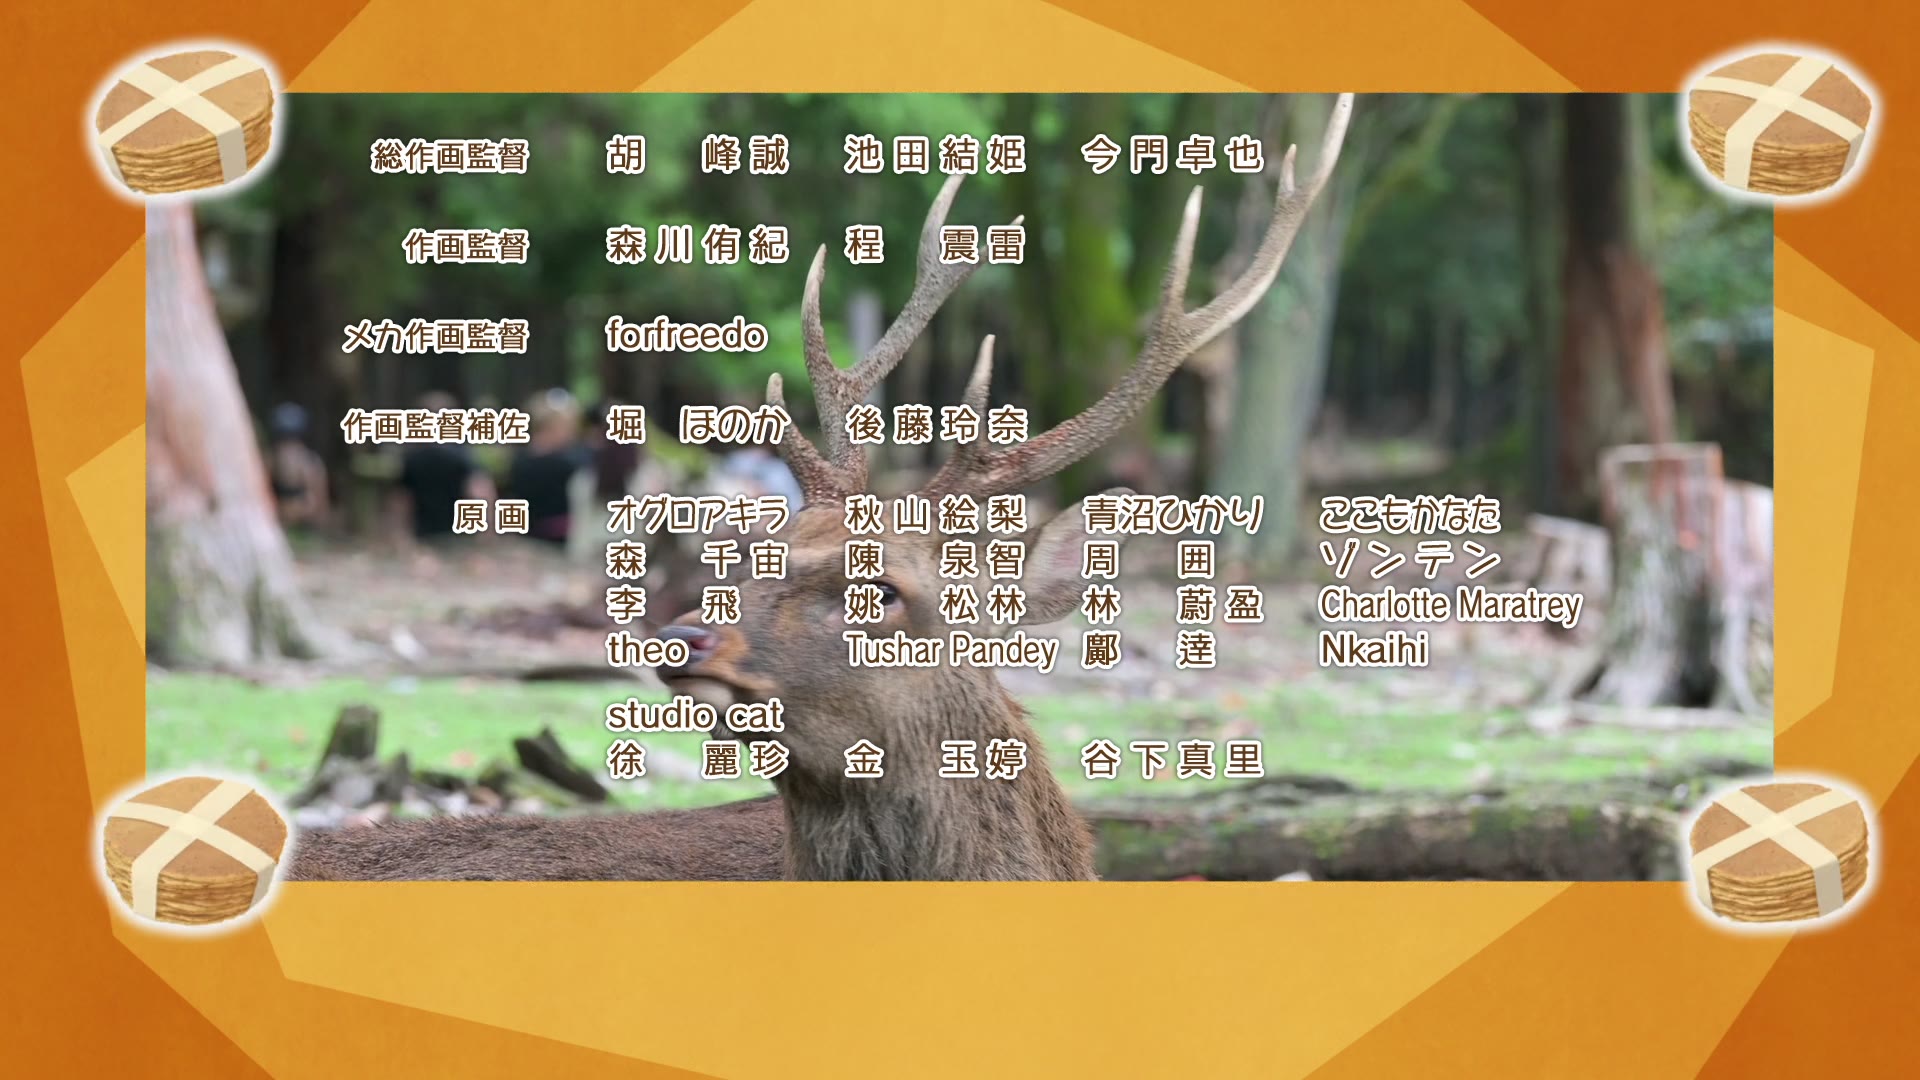 総作画監督 胡 峰誠 池田結姫 今門卓也
作画監督 森川侑紀 程 震雷
メカ作画監督 forfreedo
作画監督補佐 堀 ほのか 後藤玲奈
原画 オグロアキラ 秋山絵梨 青沼ひかり ここもかなた
森 千宙 陳 泉智 周 囲 ゾンテン
李 飛 姚 松林 林 蔚盈 Charlotte Maratrey
theo Tushar Pandey 鄺 達 Nkaihi
studio cat
徐 麗珍 金 玉婷 谷下真里